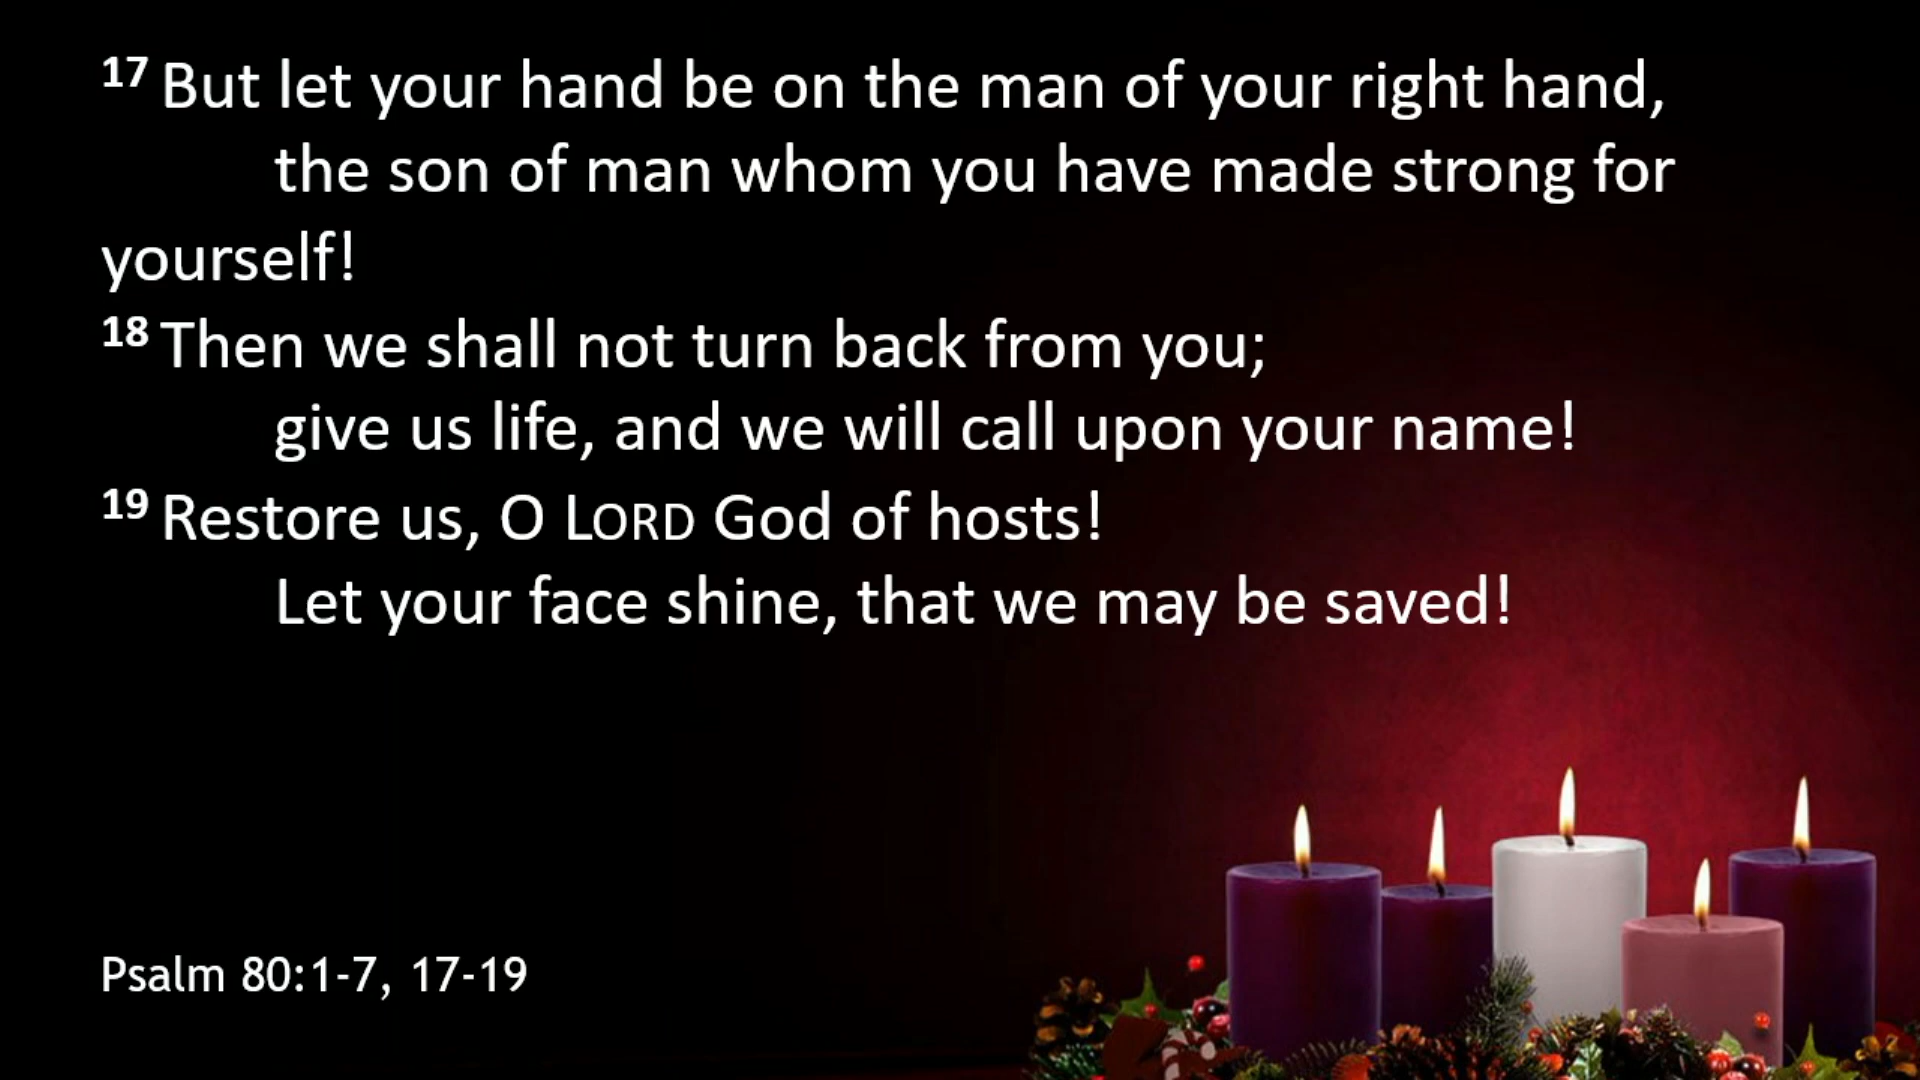 17 But let your hand be on the man of your right hand,
the son of man whom you have made strong for
yourself!
18 Then we shall not turn back from you;
give us life, and we will call upon your name!
19 Restore us, O LORD God of hosts!
Let your face shine, that we may be saved!
Psalm 80:1-7, 17-19